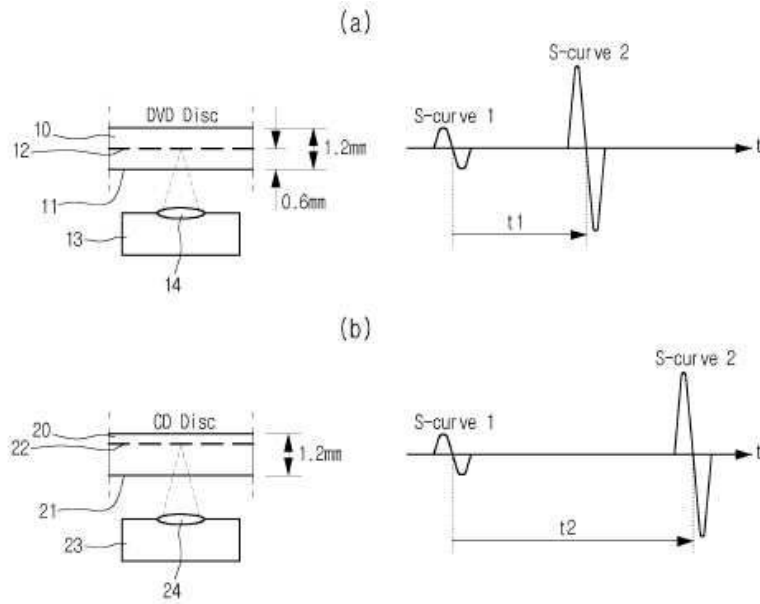 (a)
DVD Disc
10
12
11
13
14
1.2mm
0.6mm
S-curve 1
S-curve 2
t
t1
(b)
CD Disc
20
22
21
23
24
1.2mm
S-curve 1
S-curve 2
t
t2